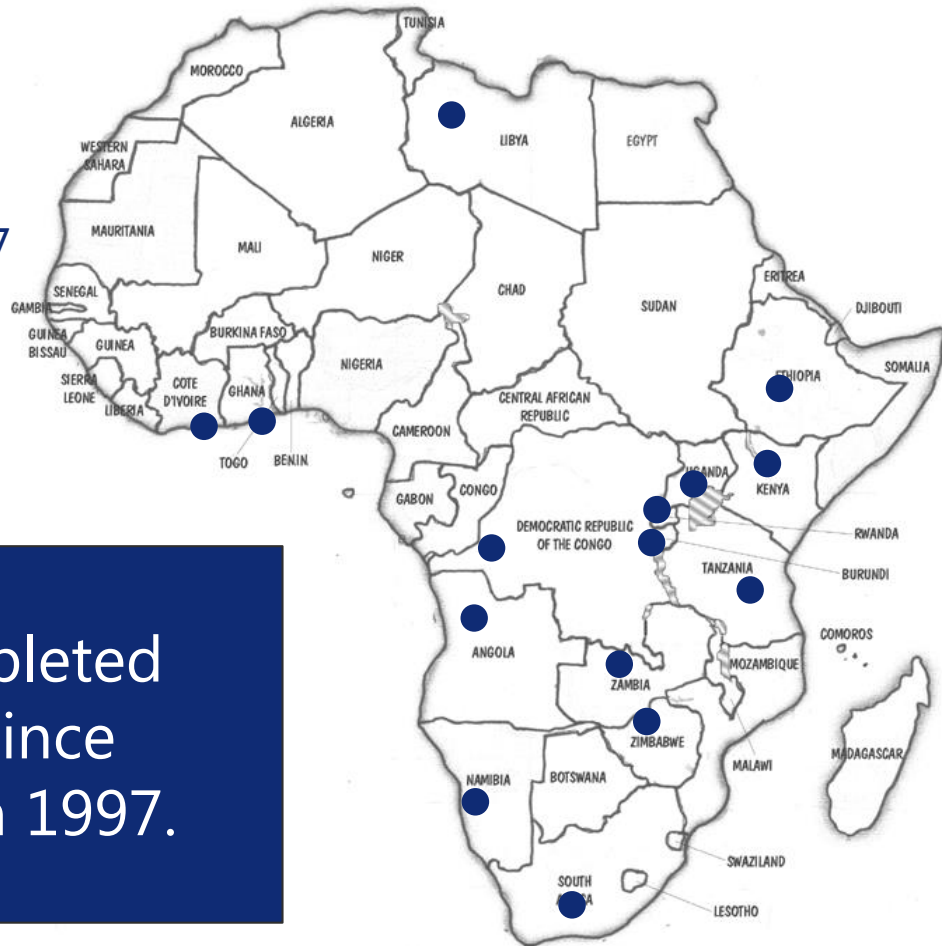 TUNISIA
MOROCCO
ALGERIA
LIBYA
EGYPT
WESTERN
SAHARA
MAURITANIA
MALI
NIGER
7
CHAD
SUDAN
ERITREA
SENEGAL
GAMBIA
DJIBOUTI
GUINEA
BISSAU
GUINEA
BURKINA FASO
NIGERIA
SOMALIA
ETHIOPIA
SIERRA
LEONE
COTE
D'IVOIRE
GHANA
LIBERIA
CENTRAL AFRICAN
REPUBLIC
CAMEROON
TOGO
BENIN
UGANDA
KENYA
GABON
CONGO
DEMOCRATIC REPUBLIC
OF THE CONGO
RWANDA
TANZANIA
BURUNDI
COMOROS
ANGOLA
MOZAMBIQUE
ZAMBIA
ZIMBABWE
MALAWI
MADAGASCAR
NAMIBIA
BOTSWANA
SWAZILAND
SOUTH
LESOTHO
pleted
ince
1997.